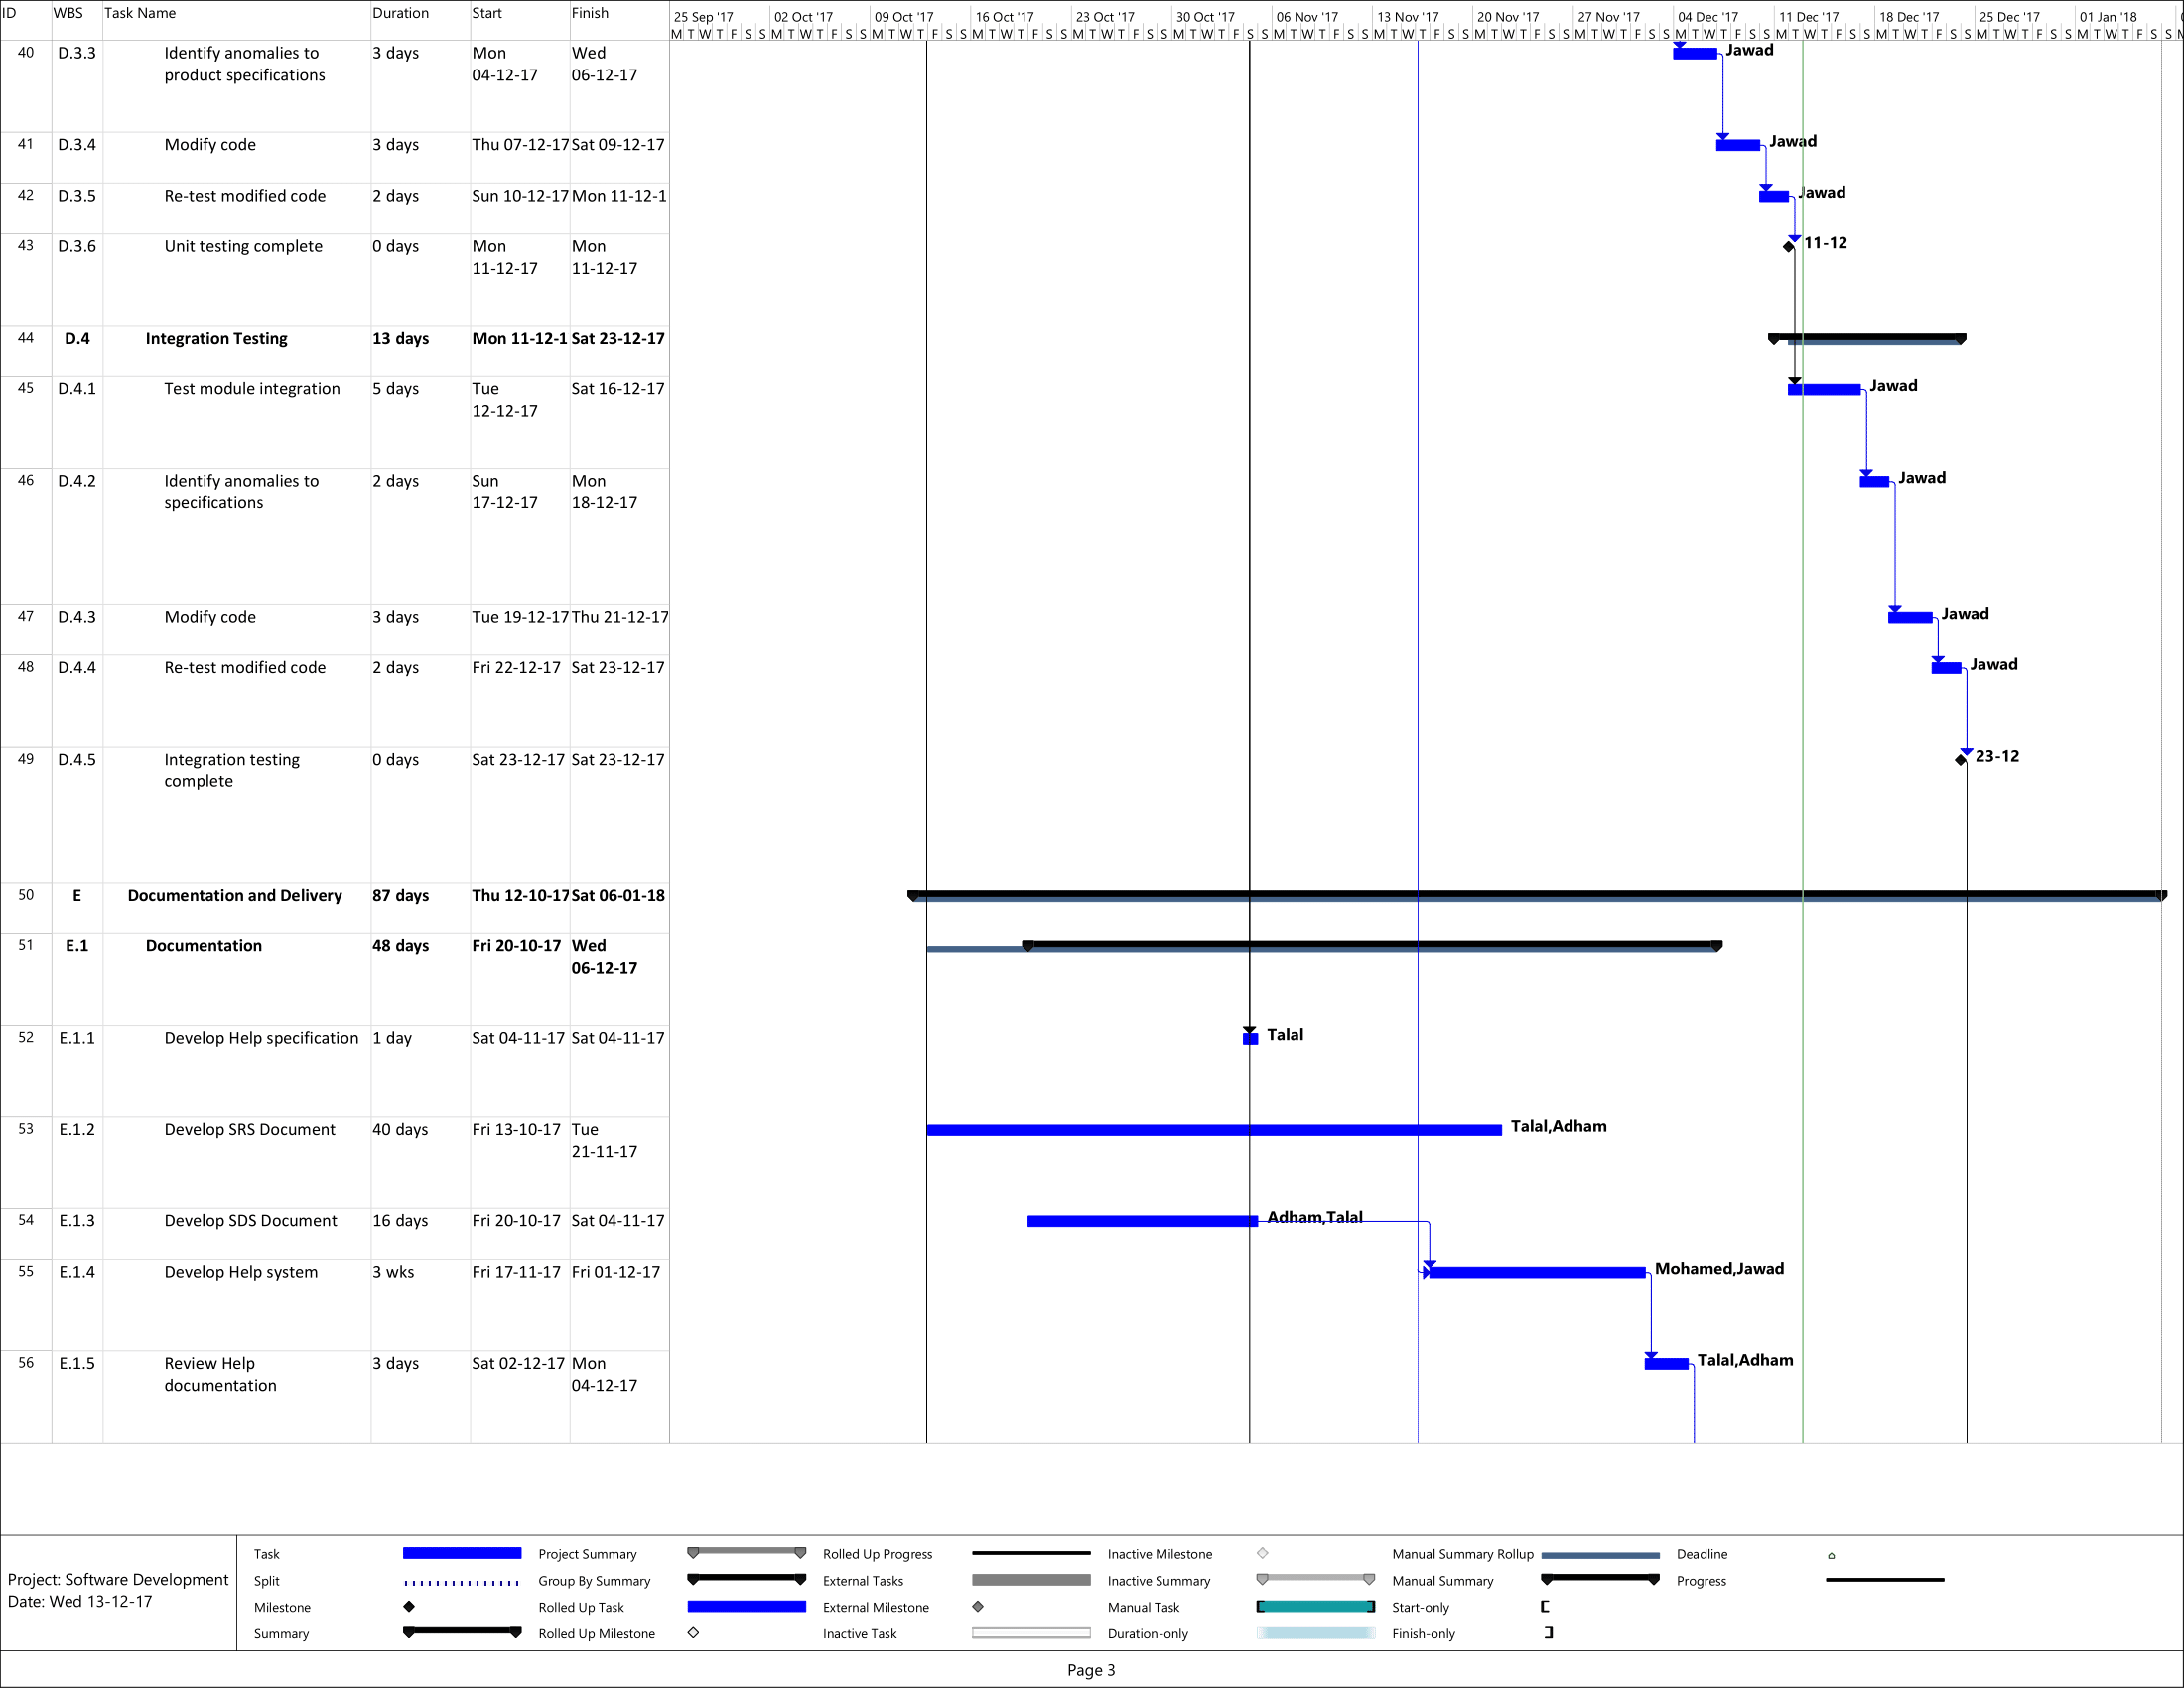 ID WBS Task Name Duration Start Finish
25 Sep '17 02 Oct '17 09 Oct '17 16 Oct '17 23 Oct '17 30 Oct '17 06 Nov '17 13 Nov '17 20 Nov '17 27 Nov '17 04 Dec '17 11 Dec '17 18 Dec '17 25 Dec '17 01 Jan '18
M T W T F S S M T W T F S S M T W T F S S M T W T F S S M T W T F S S M T W T F S S M T W T F S S M T W T F S S M T W T F S S M T W T F S S M T W T F S S M T W T F S S M T W T F S S M T W T F S S M T W T F S S
40 D.3.3 Identify anomalies to 3 days Mon Wed Jawad
product specifications 04-12-17 06-12-17
41 D.3.4 Modify code 3 days Thu 07-12-17 Sat 09-12-17 Jawad
42 D.3.5 Re-test modified code 2 days Sun 10-12-17 Mon 11-12-1 Jawad
43 D.3.6 Unit testing complete 0 days Mon Mon 11-12
11-12-17 11-12-17
44 D.4 Integration Testing 13 days Mon 11-12-1 Sat 23-12-17
45 D.4.1 Test module integration 5 days Tue Sat 16-12-17 Jawad
12-12-17
46 D.4.2 Identify anomalies to 2 days Sun Mon Jawad
specifications 17-12-17 18-12-17
47 D.4.3 Modify code 3 days Tue 19-12-17 Thu 21-12-17 Jawad
48 D.4.4 Re-test modified code 2 days Fri 22-12-17 Sat 23-12-17 Jawad
49 D.4.5 Integration testing 0 days Sat 23-12-17 Sat 23-12-17 23-12
complete
50 E Documentation and Delivery 87 days Thu 12-10-17 Sat 06-01-18
51 E.1 Documentation 48 days Fri 20-10-17 Wed
06-12-17
52 E.1.1 Develop Help specification 1 day Sat 04-11-17 Sat 04-11-17 Talal
53 E.1.2 Develop SRS Document 40 days Fri 13-10-17 Tue Talal,Adham
21-11-17
54 E.1.3 Develop SDS Document 16 days Fri 20-10-17 Sat 04-11-17 Adham,Talal
55 E.1.4 Develop Help system 3 wks Fri 17-11-17 Fri 01-12-17 Mohamed,Jawad
56 E.1.5 Review Help 3 days Sat 02-12-17 Mon Talal,Adham
documentation 04-12-17
Project: Software Development
Date: Wed 13-12-17
Task Project Summary Rolled Up Progress Inactive Milestone Manual Summary Rollup Deadline
Split Group By Summary External Tasks Inactive Summary Manual Summary Progress
Milestone Rolled Up Task External Milestone Manual Task Start-only
Summary Rolled Up Milestone Inactive Task Duration-only Finish-only
Page 3